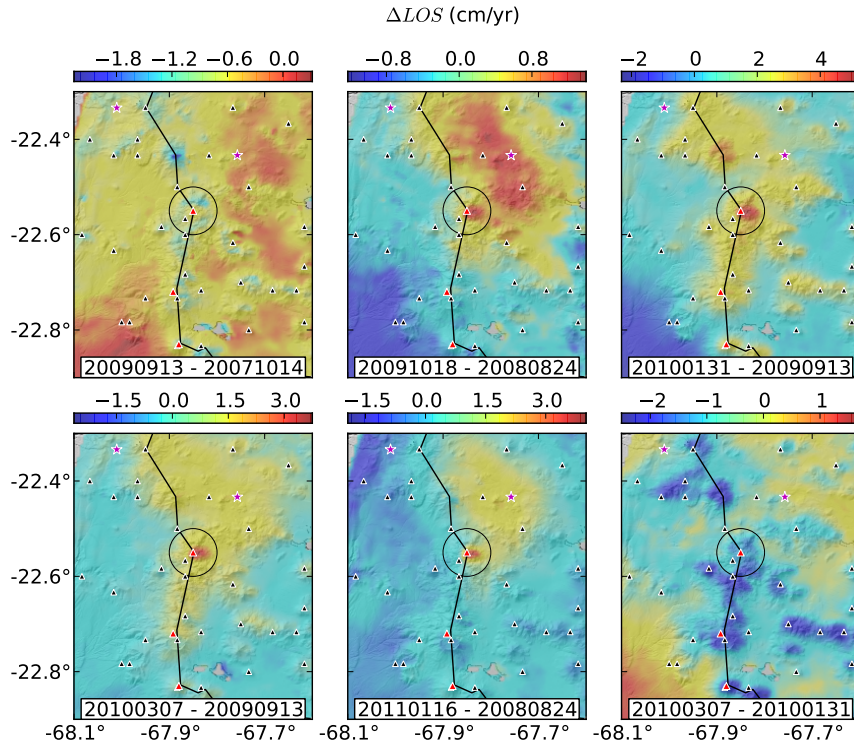 ΔLOS (cm/yr)
−1.8 −1.2 −0.6 0.0
−0.8 0.0 0.8
−2 0 2 4
-22.4°
-22.6°
-22.8°
20090913 - 20071014
20091018 - 20080824
20100131 - 20090913
−1.5 0.0 1.5 3.0
−1.5 0.0 1.5 3.0
−2 −1 0 1
-22.4°
-22.6°
-22.8°
20100307 - 20090913
20110116 - 20080824
20100307 - 20100131
-68.1° -67.9° -67.7°
-68.1° -67.9° -67.7°
-68.1° -67.9° -67.7°